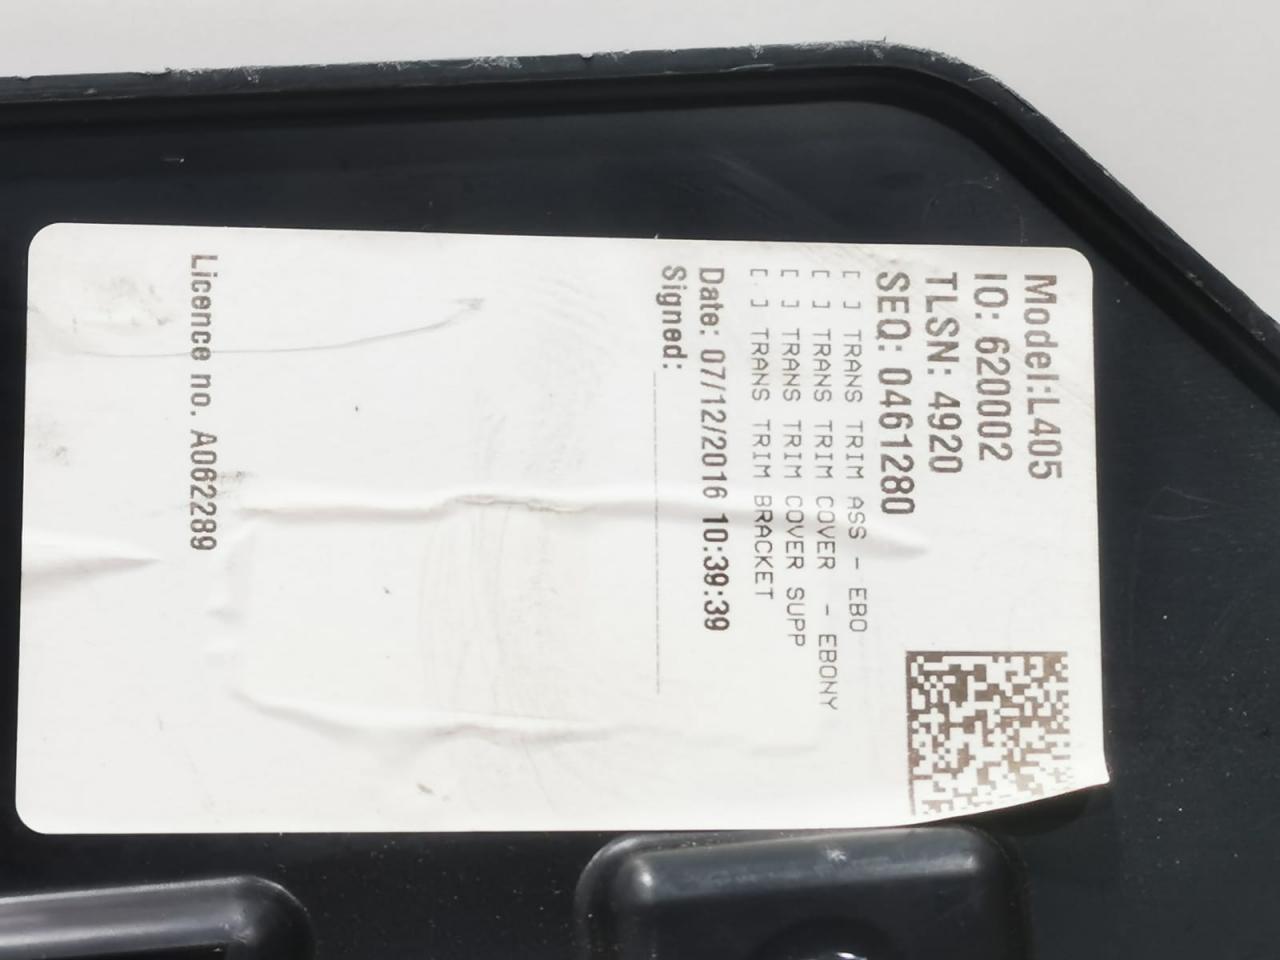 Model:L405
IO: 620002
TLSN: 4920
SEQ: 0461280
[ ] TRANS TRIM ASS - EBO
[ ] TRANS TRIM COVER - EBONY
[ ] TRANS TRIM COVER SUPP
[ ] TRANS TRIM BRACKET
Date: 07/12/2016 10:39:39
Signed:
Licence no. A062289